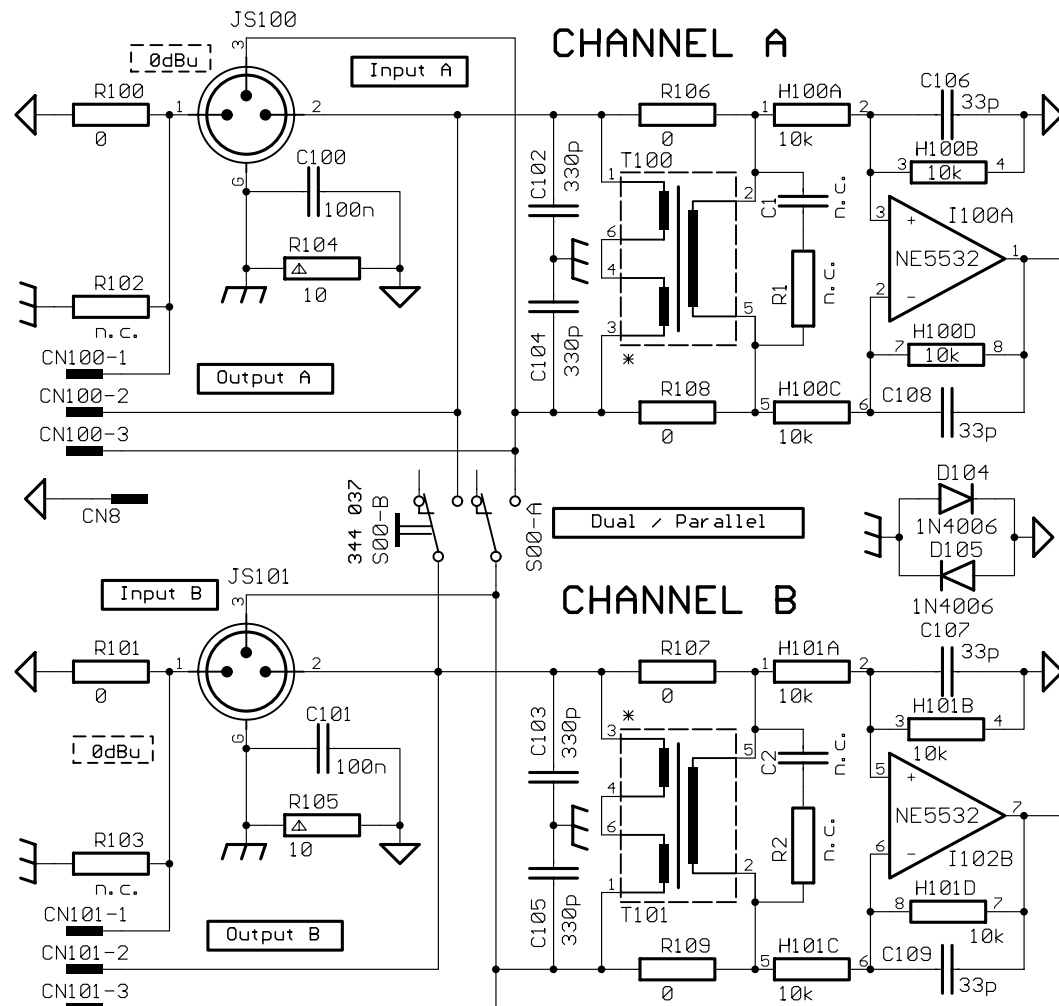 JS100
CHANNEL A
3
0dBu
Input A
R100
1
2
0
R106
0
1
H100A
2
10k
C106
33p
G
C100
100n
R104
10
C102
330p
T100
1
6
4
3
2
5
*
C1
n.c.
R1
n.c.
3
H100B
4
10k
I100A
3
+
NE5532
1
2
-
H100D
7
8
10k
R102
n.c.
CN100-1
CN100-2
CN100-3
Output A
C104
330p
R108
0
5
H100C
6
10k
C108
33p
CN8
344 037
S00-B
S00-A
Dual / Parallel
D104
1N4006
D105
1N4006
CHANNEL B
Input B
JS101
3
R101
1
2
0
R107
0
1
H101A
2
10k
C107
33p
0dBu
G
C101
100n
R105
10
C103
330p
*
3
4
6
1
5
2
T101
C2
n.c.
R2
n.c.
H101B
3
4
10k
5
+
NE5532
7
6
-
I102B
H101D
8
7
10k
R103
n.c.
CN101-1
CN101-2
CN101-3
Output B
C105
330p
R109
0
5
H101C
6
10k
C109
33p